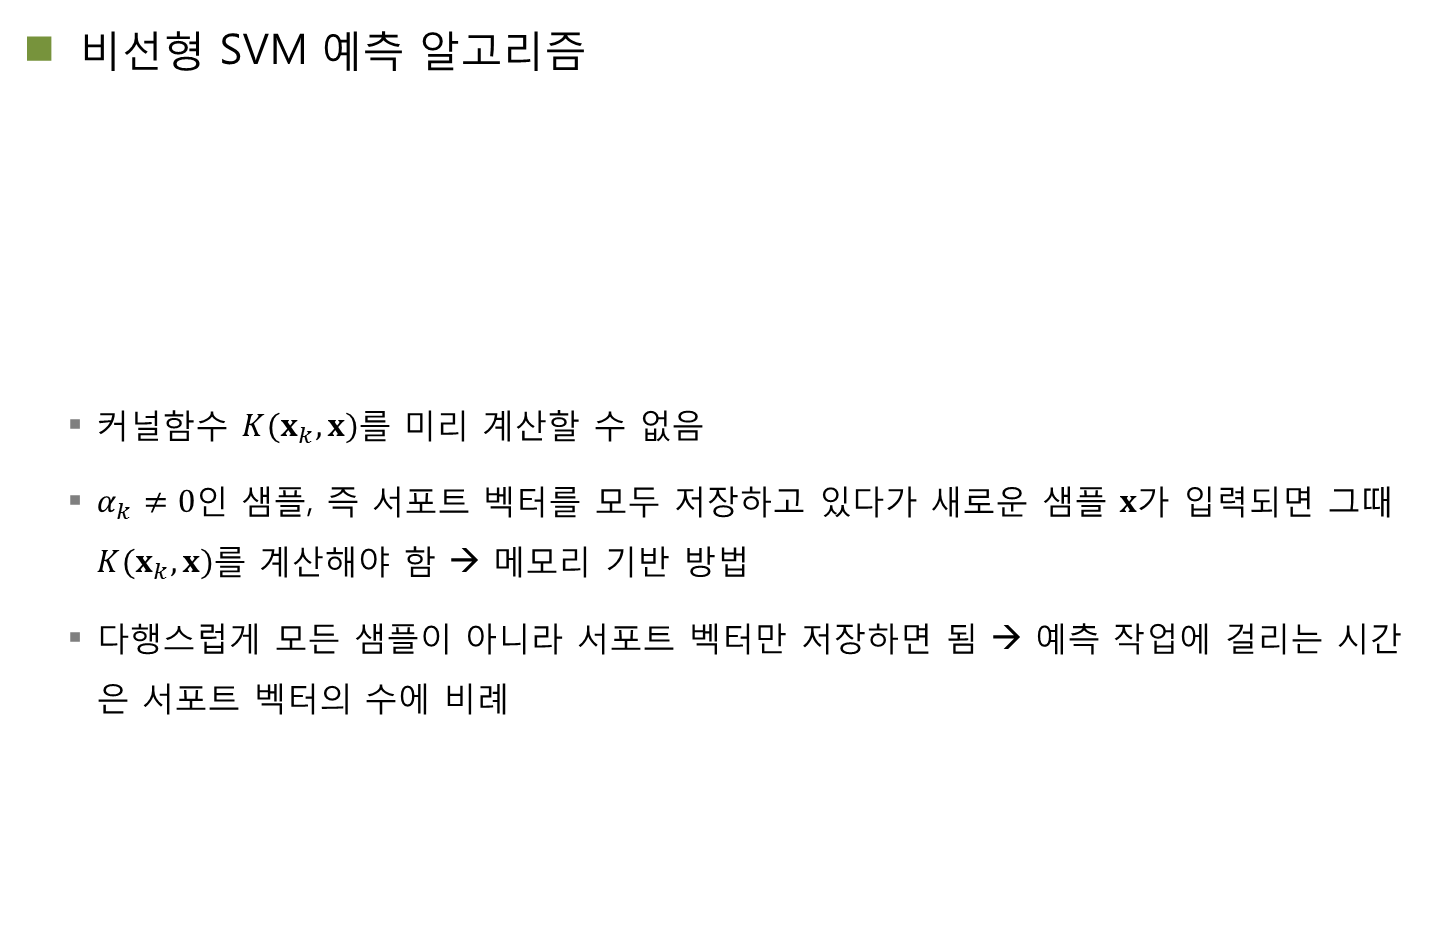 ■ 비선형 SVM 예측 알고리즘
▪ 커널함수 K(𝐱ₖ, 𝐱)를 미리 계산할 수 없음
▪ αₖ ≠ 0인 샘플, 즉 서포트 벡터를 모두 저장하고 있다가 새로운 샘플 𝐱가 입력되면 그때
K(𝐱ₖ, 𝐱)를 계산해야 함 → 메모리 기반 방법
▪ 다행스럽게 모든 샘플이 아니라 서포트 벡터만 저장하면 됨 → 예측 작업에 걸리는 시간
은 서포트 벡터의 수에 비례